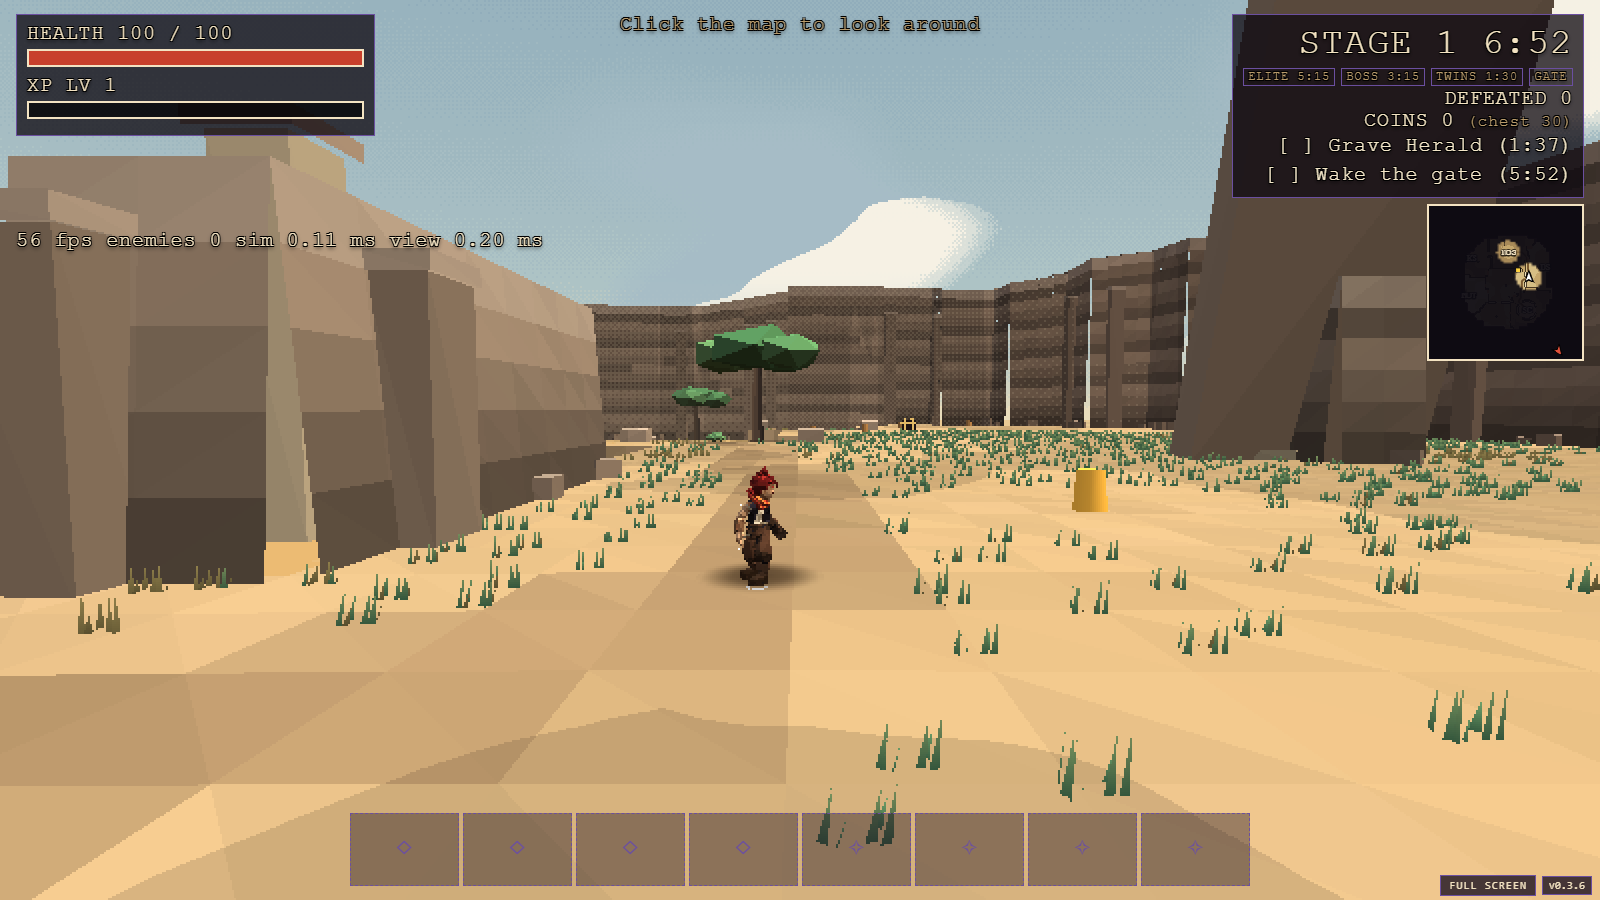 HEALTH 100 / 100
XP LV 1
Click the map to look around
STAGE 1 6:52
ELITE 5:15 BOSS 3:15 TWINS 1:30 GATE
DEFEATED 0
COINS 0 (chest 30)
[ ] Grave Herald (1:37)
[ ] Wake the gate (5:52)
56 fps enemies 0 sim 0.11 ms view 0.20 ms
FULL SCREEN v0.3.6